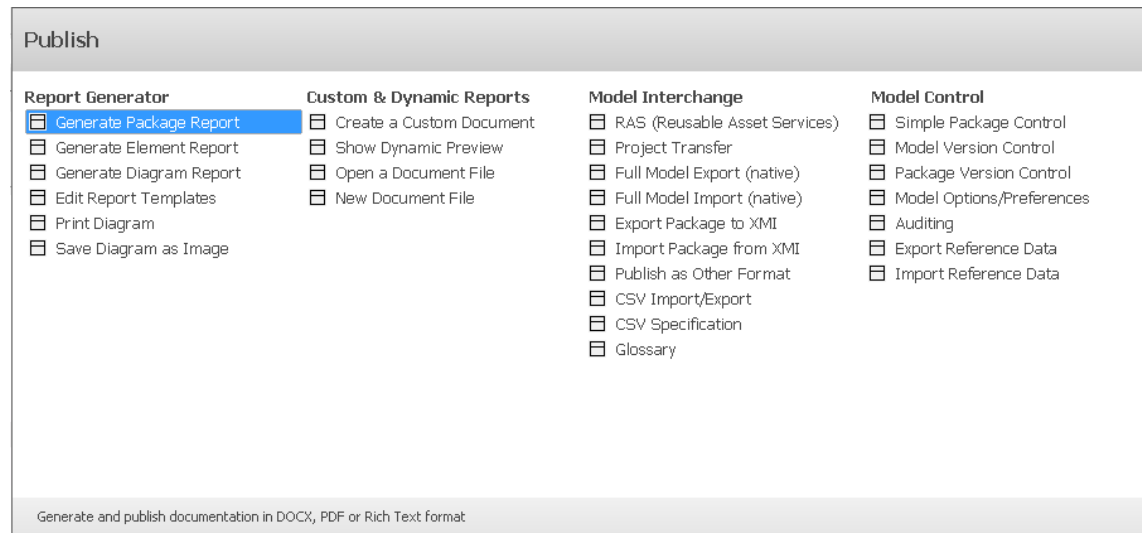 Publish
Report Generator
Generate Package Report
Generate Element Report
Generate Diagram Report
Edit Report Templates
Print Diagram
Save Diagram as Image
Custom & Dynamic Reports
Create a Custom Document
Show Dynamic Preview
Open a Document File
New Document File
Model Interchange
RAS (Reusable Asset Services)
Project Transfer
Full Model Export (native)
Full Model Import (native)
Export Package to XMI
Import Package from XMI
Publish as Other Format
CSV Import/Export
CSV Specification
Glossary
Model Control
Simple Package Control
Model Version Control
Package Version Control
Model Options/Preferences
Auditing
Export Reference Data
Import Reference Data
Generate and publish documentation in DOCX, PDF or Rich Text format